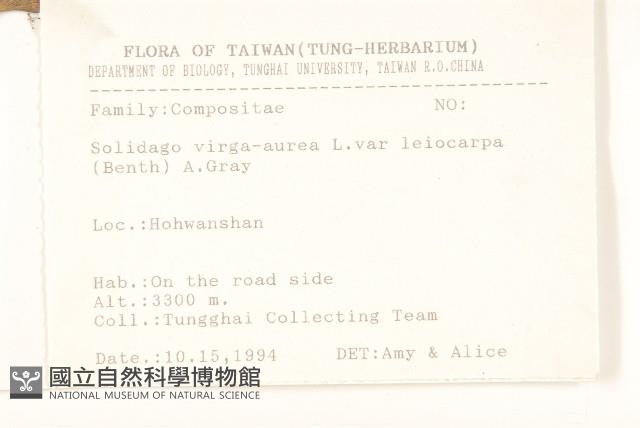 FLORA OF TAIWAN(TUNG-HERBARIUM)
DEPARTMENT OF BIOLOGY, TUNGHAI UNIVERSITY, TAIWAN R.O.CHINA
Family:Compositae NO:
Solidago virga-aurea L.var leiocarpa
(Benth) A.Gray
Loc.:Hohwanshan
Hab.:On the road side
Alt.:3300 m.
Coll.:Tungghai Collecting Team
Date.:10.15,1994 DET:Amy & Alice
國立自然科學博物館
NATIONAL MUSEUM OF NATURAL SCIENCE